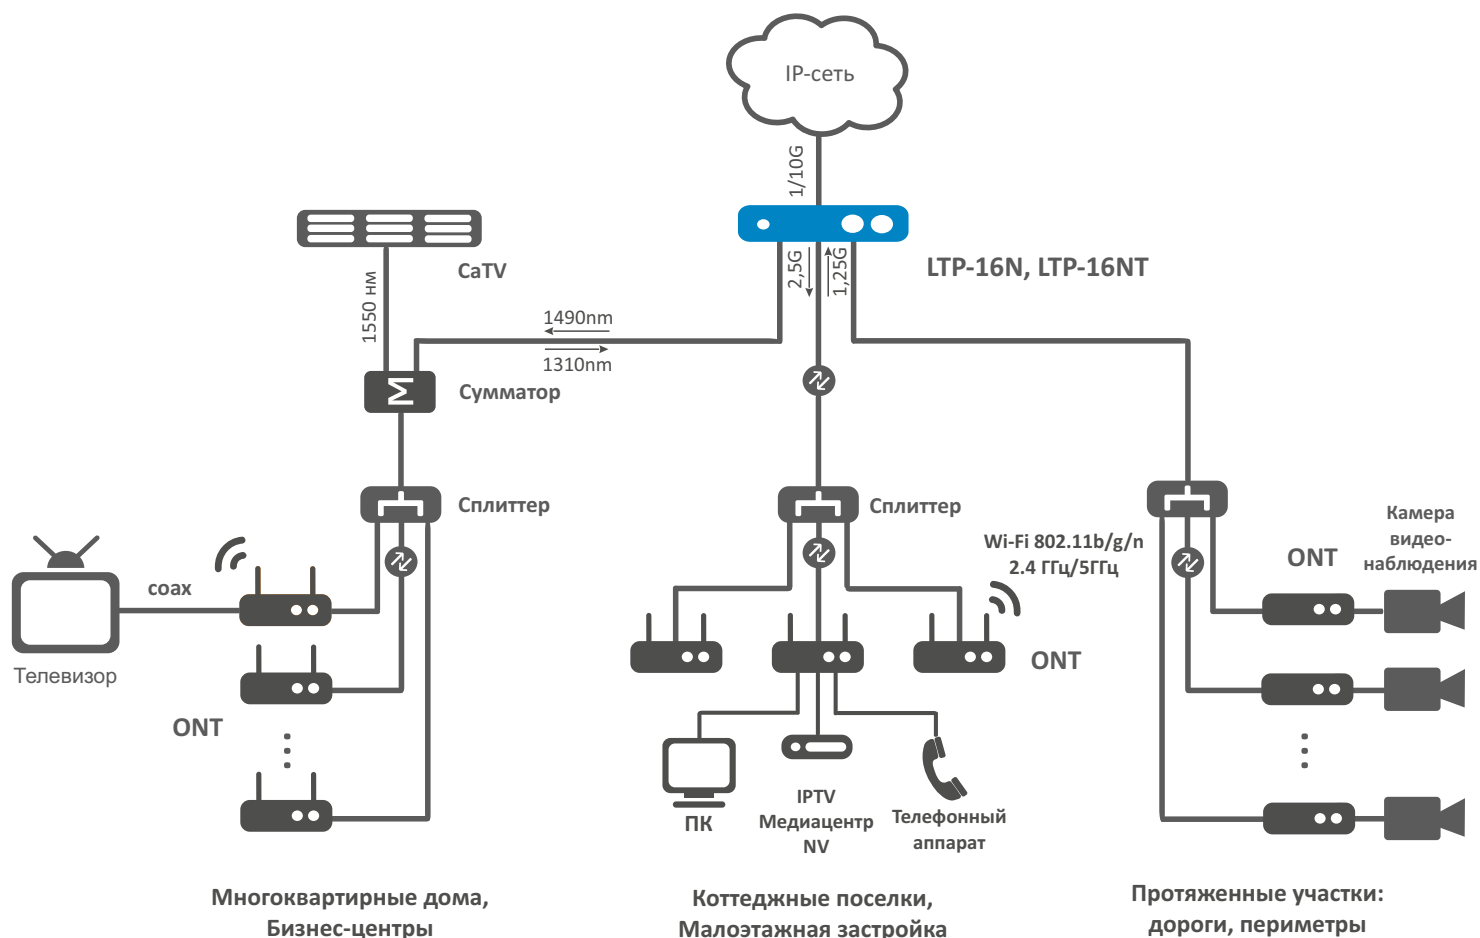 IP-сеть
1/10G
LTP-16N, LTP-16NT
2,5G
1,25G
CaTV
1550 нм
1490nm
1310nm
Сумматор
Сплиттер
Сплиттер
Wi-Fi 802.11b/g/n
2.4 ГГц/5ГГц
Камера
видео-
наблюдения
ONT
coax
Телевизор
ONT
ONT
ПК
IPTV
Медиацентр
NV
Телефонный
аппарат
Многоквартирные дома,
Бизнес-центры
Коттеджные поселки,
Малоэтажная застройка
Протяженные участки:
дороги, периметры